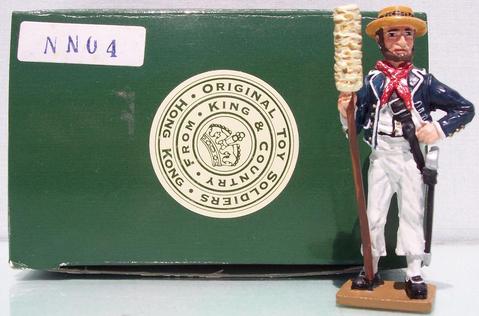 NN04
ORIGINAL TOY SOLDIERS • HONG KONG •
KING & COUNTRY • FROM •